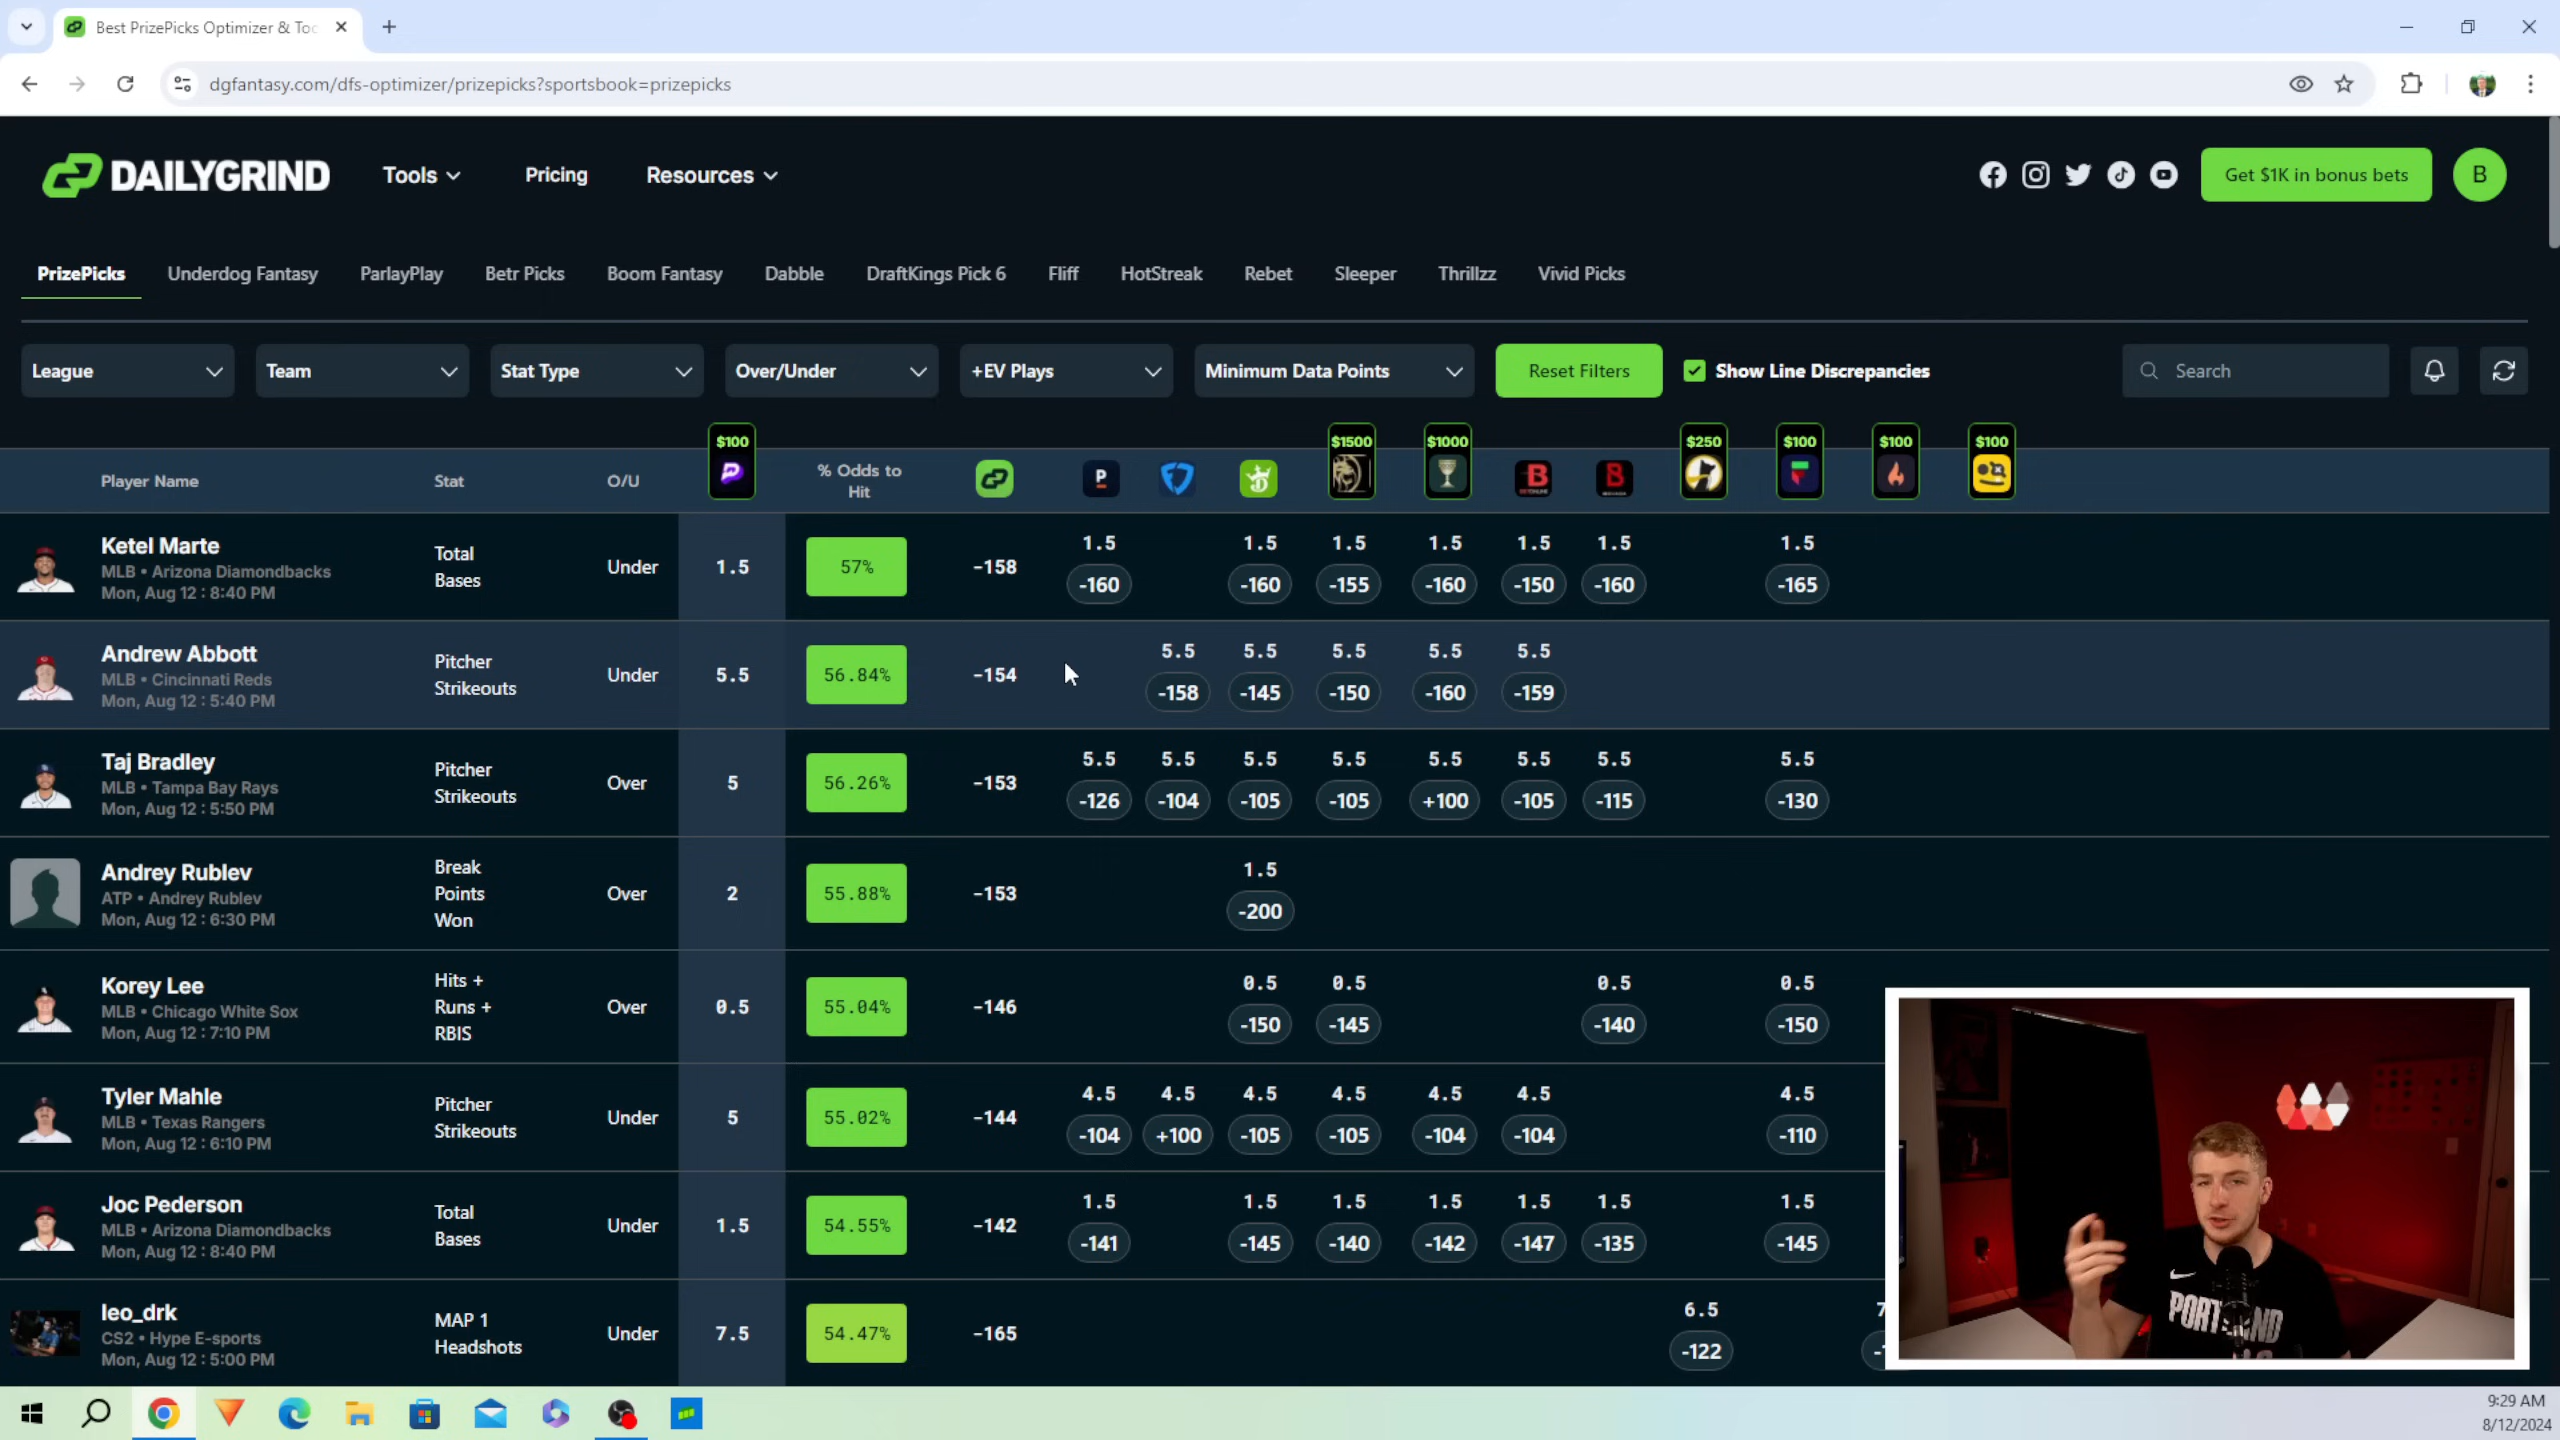 Best PrizePicks Optimizer & Too
dgfantasy.com/dfs-optimizer/prizepicks?sportsbook=prizepicks
DAILYGRIND
Tools
Pricing
Resources
Get $1K in bonus bets
B
PrizePicks
Underdog Fantasy
ParlayPlay
Betr Picks
Boom Fantasy
Dabble
DraftKings Pick 6
Fliff
HotStreak
Rebet
Sleeper
Thrillzz
Vivid Picks
League
Team
Stat Type
Over/Under
+EV Plays
Minimum Data Points
Reset Filters
Show Line Discrepancies
Search
$100 $1500 $1000 $250 $100 $100 $100
Player Name Stat O/U % Odds to
Hit
Ketel Marte
MLB • Arizona Diamondbacks
Mon, Aug 12 : 8:40 PM
Total
Bases
Under 1.5 57% -158
1.5 1.5 1.5 1.5 1.5 1.5 1.5
-160 -160 -155 -160 -150 -160 -165
Andrew Abbott
MLB • Cincinnati Reds
Mon, Aug 12 : 5:40 PM
Pitcher
Strikeouts
Under 5.5 56.84% -154
5.5 5.5 5.5 5.5 5.5
-158 -145 -150 -160 -159
Taj Bradley
MLB • Tampa Bay Rays
Mon, Aug 12 : 5:50 PM
Pitcher
Strikeouts
Over 5 56.26% -153
5.5 5.5 5.5 5.5 5.5 5.5 5.5 5.5
-126 -104 -105 -105 +100 -105 -115 -130
Andrey Rublev
ATP • Andrey Rublev
Mon, Aug 12 : 6:30 PM
Break
Points
Won
Over 2 55.88% -153
1.5
-200
Korey Lee
MLB • Chicago White Sox
Mon, Aug 12 : 7:10 PM
Hits +
Runs +
RBIS
Over 0.5 55.04% -146
0.5 0.5 0.5 0.5
-150 -145 -140 -150
Tyler Mahle
MLB • Texas Rangers
Mon, Aug 12 : 6:10 PM
Pitcher
Strikeouts
Under 5 55.02% -144
4.5 4.5 4.5 4.5 4.5 4.5 4.5
-104 +100 -105 -105 -104 -104 -110
Joc Pederson
MLB • Arizona Diamondbacks
Mon, Aug 12 : 8:40 PM
Total
Bases
Under 1.5 54.55% -142
1.5 1.5 1.5 1.5 1.5 1.5 1.5
-141 -145 -140 -142 -147 -135 -145
leo_drk
CS2 • Hype E-sports
Mon, Aug 12 : 5:00 PM
MAP 1
Headshots
Under 7.5 54.47% -165
6.5 7
-122
9:29 AM
8/12/2024